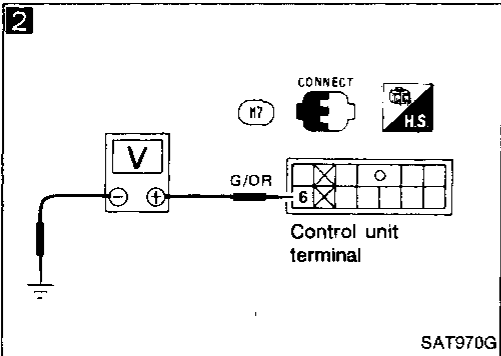 2
CONNECT
M7
H.S.
V
G/OR
6
Control unit
terminal
SAT970G